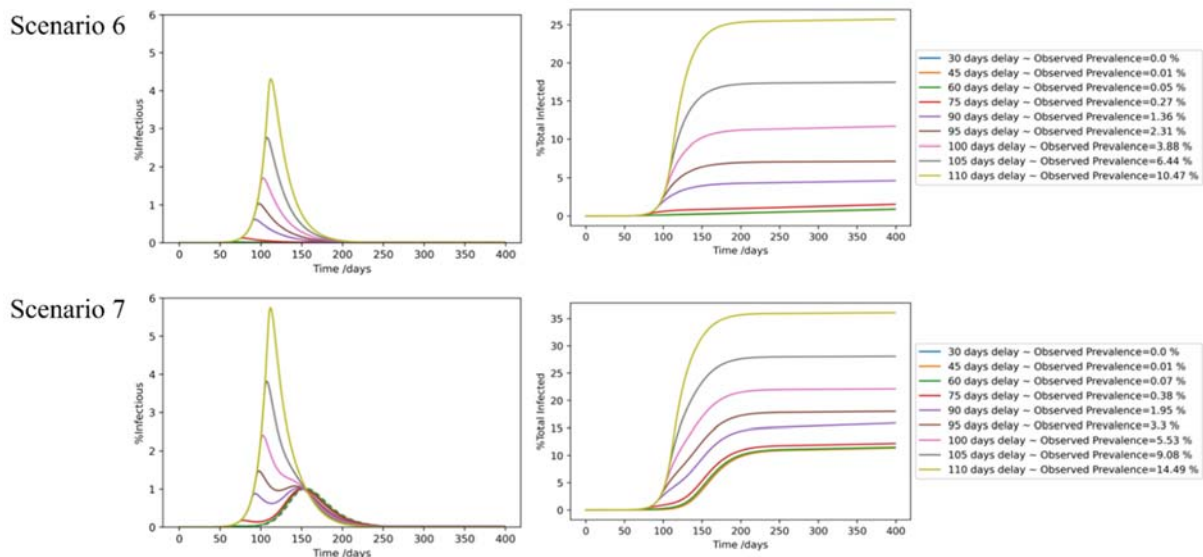 Scenario 6
%Infectious
6
5
4
3
2
1
0
0 50 100 150 200 250 300 350 400
Time /days
%Total Infected
25
20
15
10
5
0
0 50 100 150 200 250 300 350 400
Time /days
30 days delay ~ Observed Prevalence=0.0 %
45 days delay ~ Observed Prevalence=0.01 %
60 days delay ~ Observed Prevalence=0.05 %
75 days delay ~ Observed Prevalence=0.27 %
90 days delay ~ Observed Prevalence=1.36 %
95 days delay ~ Observed Prevalence=2.31 %
100 days delay ~ Observed Prevalence=3.88 %
105 days delay ~ Observed Prevalence=6.44 %
110 days delay ~ Observed Prevalence=10.47 %
Scenario 7
%Infectious
6
5
4
3
2
1
0
0 50 100 150 200 250 300 350 400
Time /days
%Total Infected
35
30
25
20
15
10
5
0
0 50 100 150 200 250 300 350 400
Time /days
30 days delay ~ Observed Prevalence=0.0 %
45 days delay ~ Observed Prevalence=0.01 %
60 days delay ~ Observed Prevalence=0.07 %
75 days delay ~ Observed Prevalence=0.38 %
90 days delay ~ Observed Prevalence=1.95 %
95 days delay ~ Observed Prevalence=3.3 %
100 days delay ~ Observed Prevalence=5.53 %
105 days delay ~ Observed Prevalence=9.08 %
110 days delay ~ Observed Prevalence=14.49 %